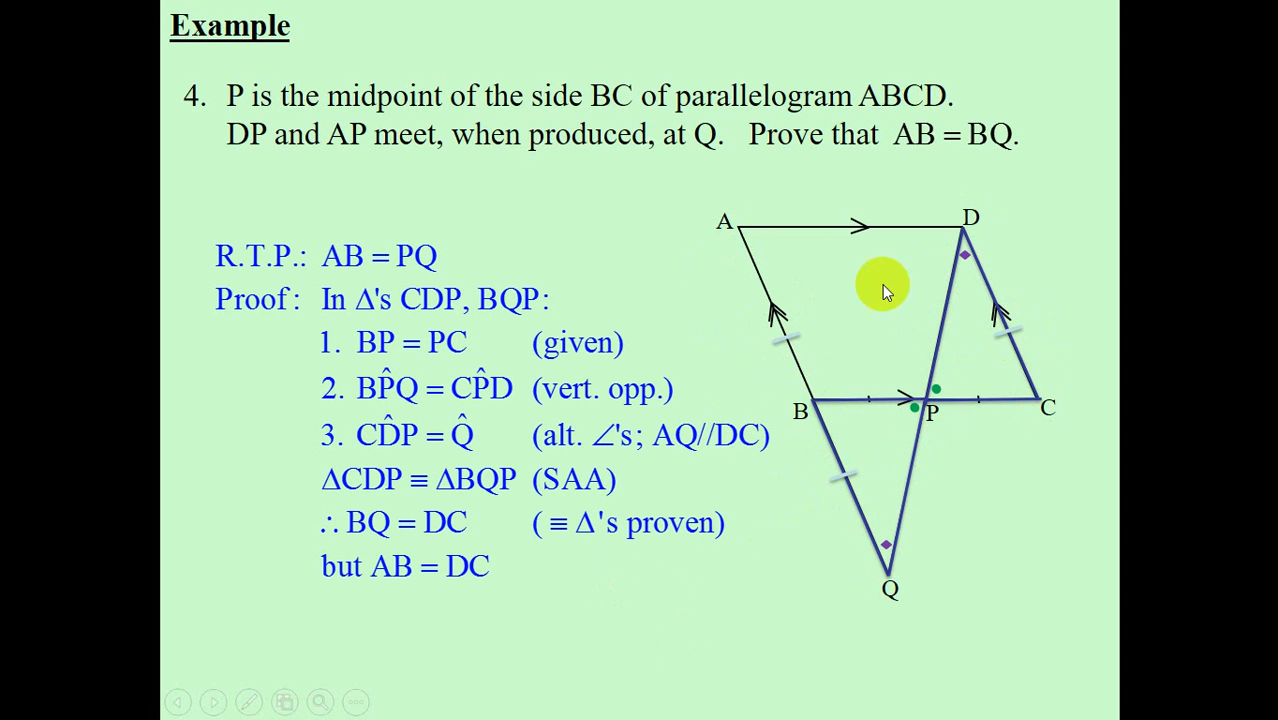 Example
4. P is the midpoint of the side BC of parallelogram ABCD.
DP and AP meet, when produced, at Q. Prove that AB = BQ.
R.T.P.: AB = PQ
Proof: In Δ's CDP, BQP:
1. BP = PC (given)
2. BP̂Q = CP̂D (vert. opp.)
3. CD̂P = Q̂ (alt. ∠'s; AQ//DC)
ΔCDP ≡ ΔBQP (SAA)
∴ BQ = DC (≡ Δ's proven)
but AB = DC
A
D
B
P
C
Q